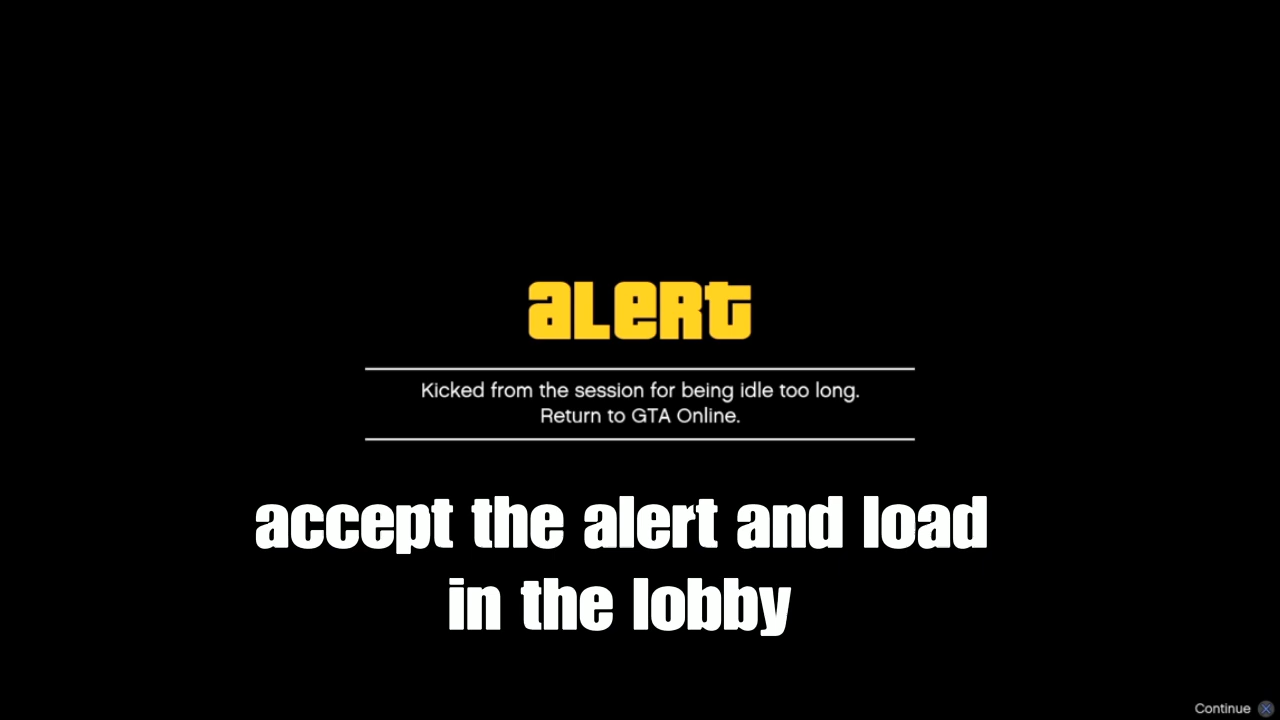 ALERT
Kicked from the session for being idle too long.
Return to GTA Online.
accept the alert and load
in the lobby
Continue